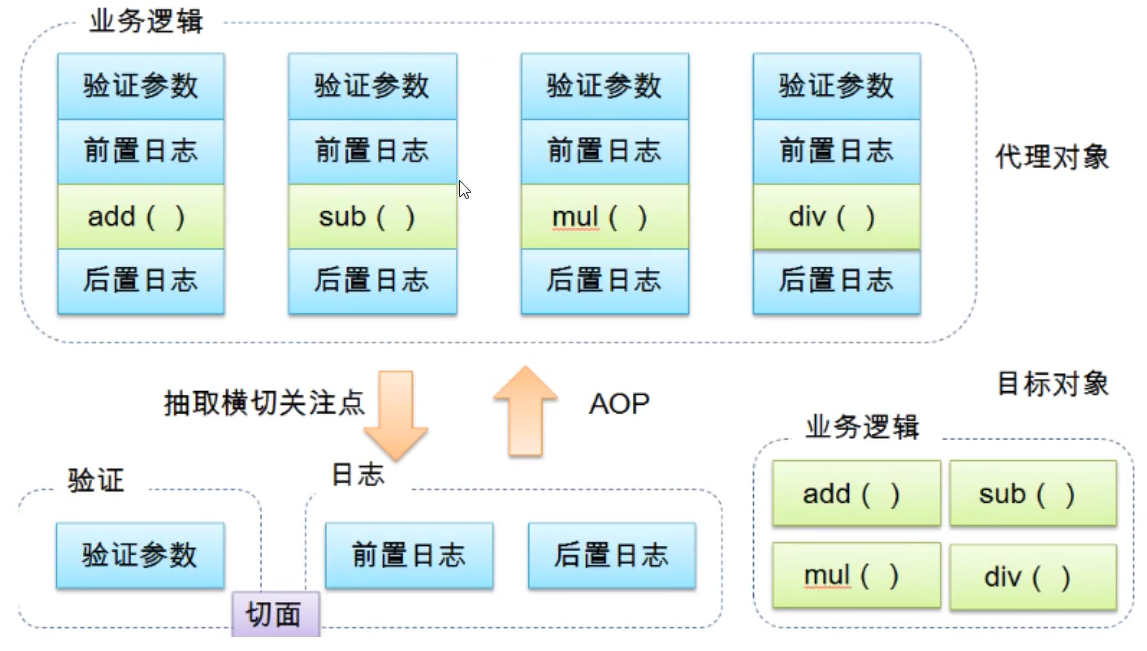 业务逻辑
验证参数 验证参数 验证参数 验证参数
前置日志 前置日志 前置日志 前置日志
代理对象
add ( ) sub ( ) mul ( ) div ( )
后置日志 后置日志 后置日志 后置日志
抽取横切关注点
AOP
目标对象
业务逻辑
验证
日志
add ( ) sub ( )
验证参数
前置日志 后置日志
mul ( ) div ( )
切面